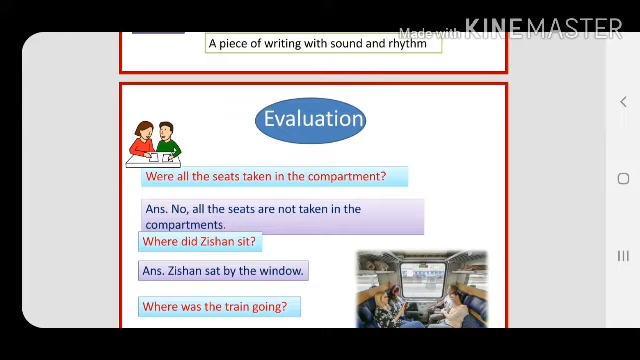 Made with KINEMASTER
A piece of writing with sound and rhythm
Evaluation
Were all the seats taken in the compartment?
Ans. No, all the seats are not taken in the
compartments.
Where did Zishan sit?
Ans. Zishan sat by the window.
Where was the train going?